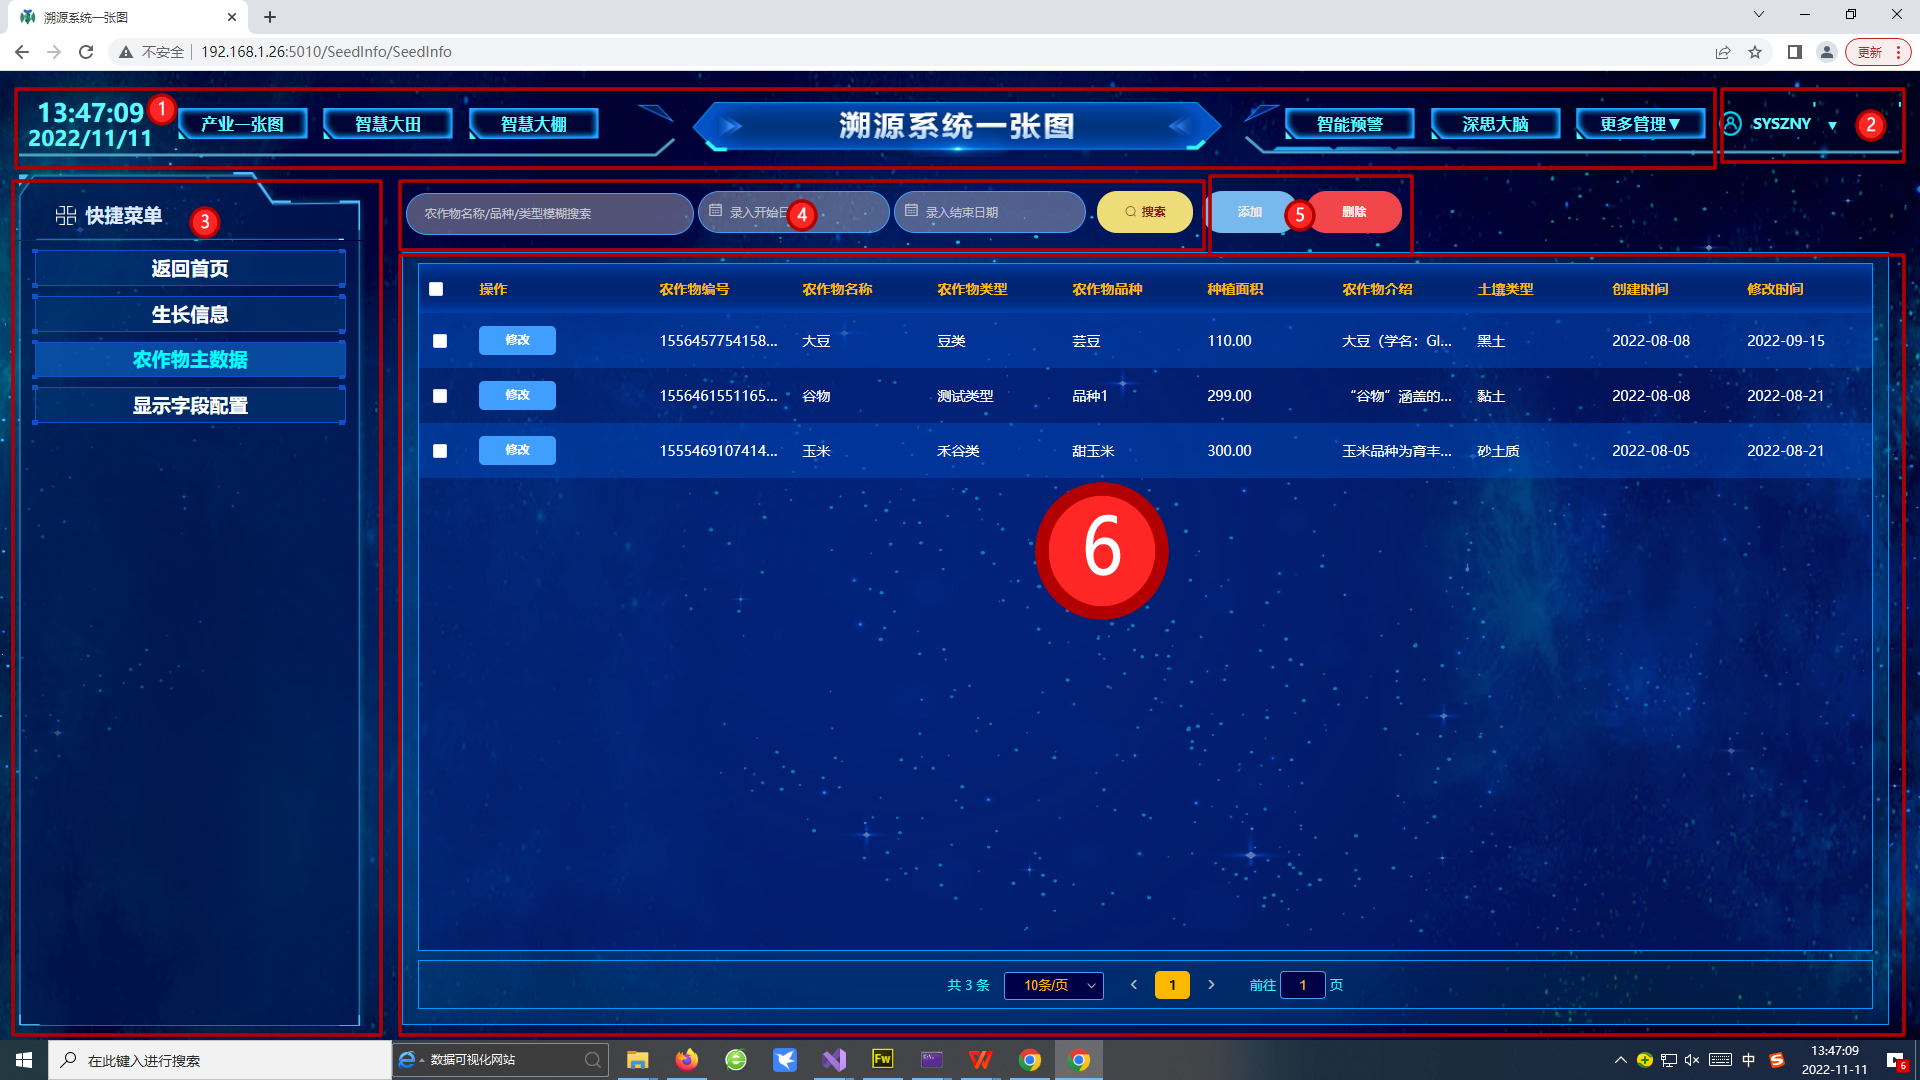 溯源系统一张图
不安全 192.168.1.26:5010/SeedInfo/SeedInfo
更新
13:47:09
2022/11/11
1
产业一张图
智慧大田
智慧大棚
溯源系统一张图
智能预警
深思大脑
更多管理▼
SYSZNY ▼
2
快捷菜单
3
返回首页
生长信息
农作物主数据
显示字段配置
农作物名称/品种/类型模糊搜索
录入开始日
4
录入结束日期
搜索
添加
5
删除
操作 农作物编号 农作物名称 农作物类型 农作物品种 种植面积 农作物介绍 土壤类型 创建时间 修改时间
修改 1556457754158... 大豆 豆类 芸豆 110.00 大豆（学名：Gl... 黑土 2022-08-08 2022-09-15
修改 1556461551165... 谷物 测试类型 品种1 299.00 “谷物”涵盖的... 黏土 2022-08-08 2022-08-21
修改 1555469107414... 玉米 禾谷类 甜玉米 300.00 玉米品种为育丰... 砂土质 2022-08-05 2022-08-21
6
共 3 条 10条/页 1 前往 1 页
在此键入进行搜索
数据可视化网站
Fw
中
13:47:09
2022-11-11
6